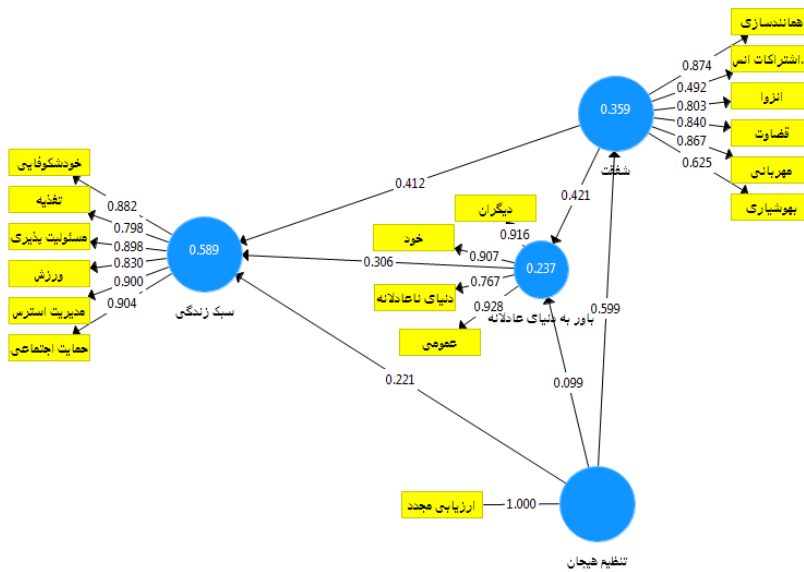 همانندسازی
0.874
اشتراکات انس.
0.492
انزوا
0.803
0.359
قضاوت
0.840
مهربانی
0.867
بهوشیاری
0.625
شفقت
خودشکوفایی
0.882
تغذیه
0.798
مسئولیت پذیری
0.898
ورزش
0.830
مدیریت استرس
0.900
حمایت اجتماعی
0.904
0.589
سبک زندگی
0.412
0.421
دیگران
0.916
خود
0.907
0.306
0.237
دنیای ناعادلانه
0.767
باور به دنیای عادلانه
عمومی
0.928
0.599
0.221
0.099
ارزیابی مجدد
1.000
تنظیم هیجان